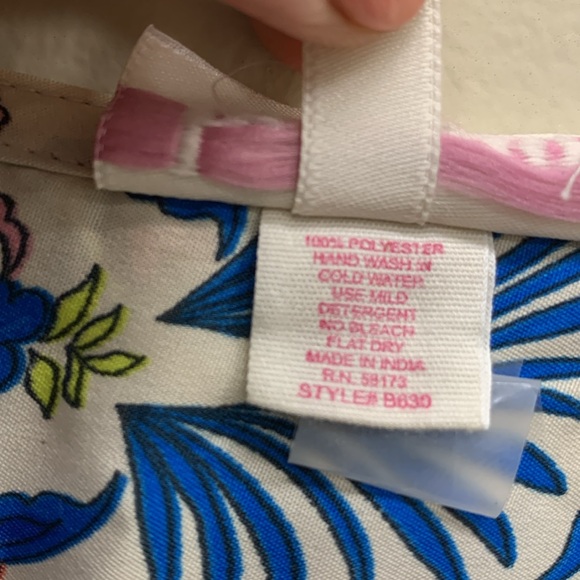 100% POLYESTER
HAND WASH IN
COLD WATER
USE MILD
DETERGENT
NO BLEACH
FLAT DRY
MADE IN INDIA
R.N. 59173
STYLE# B630